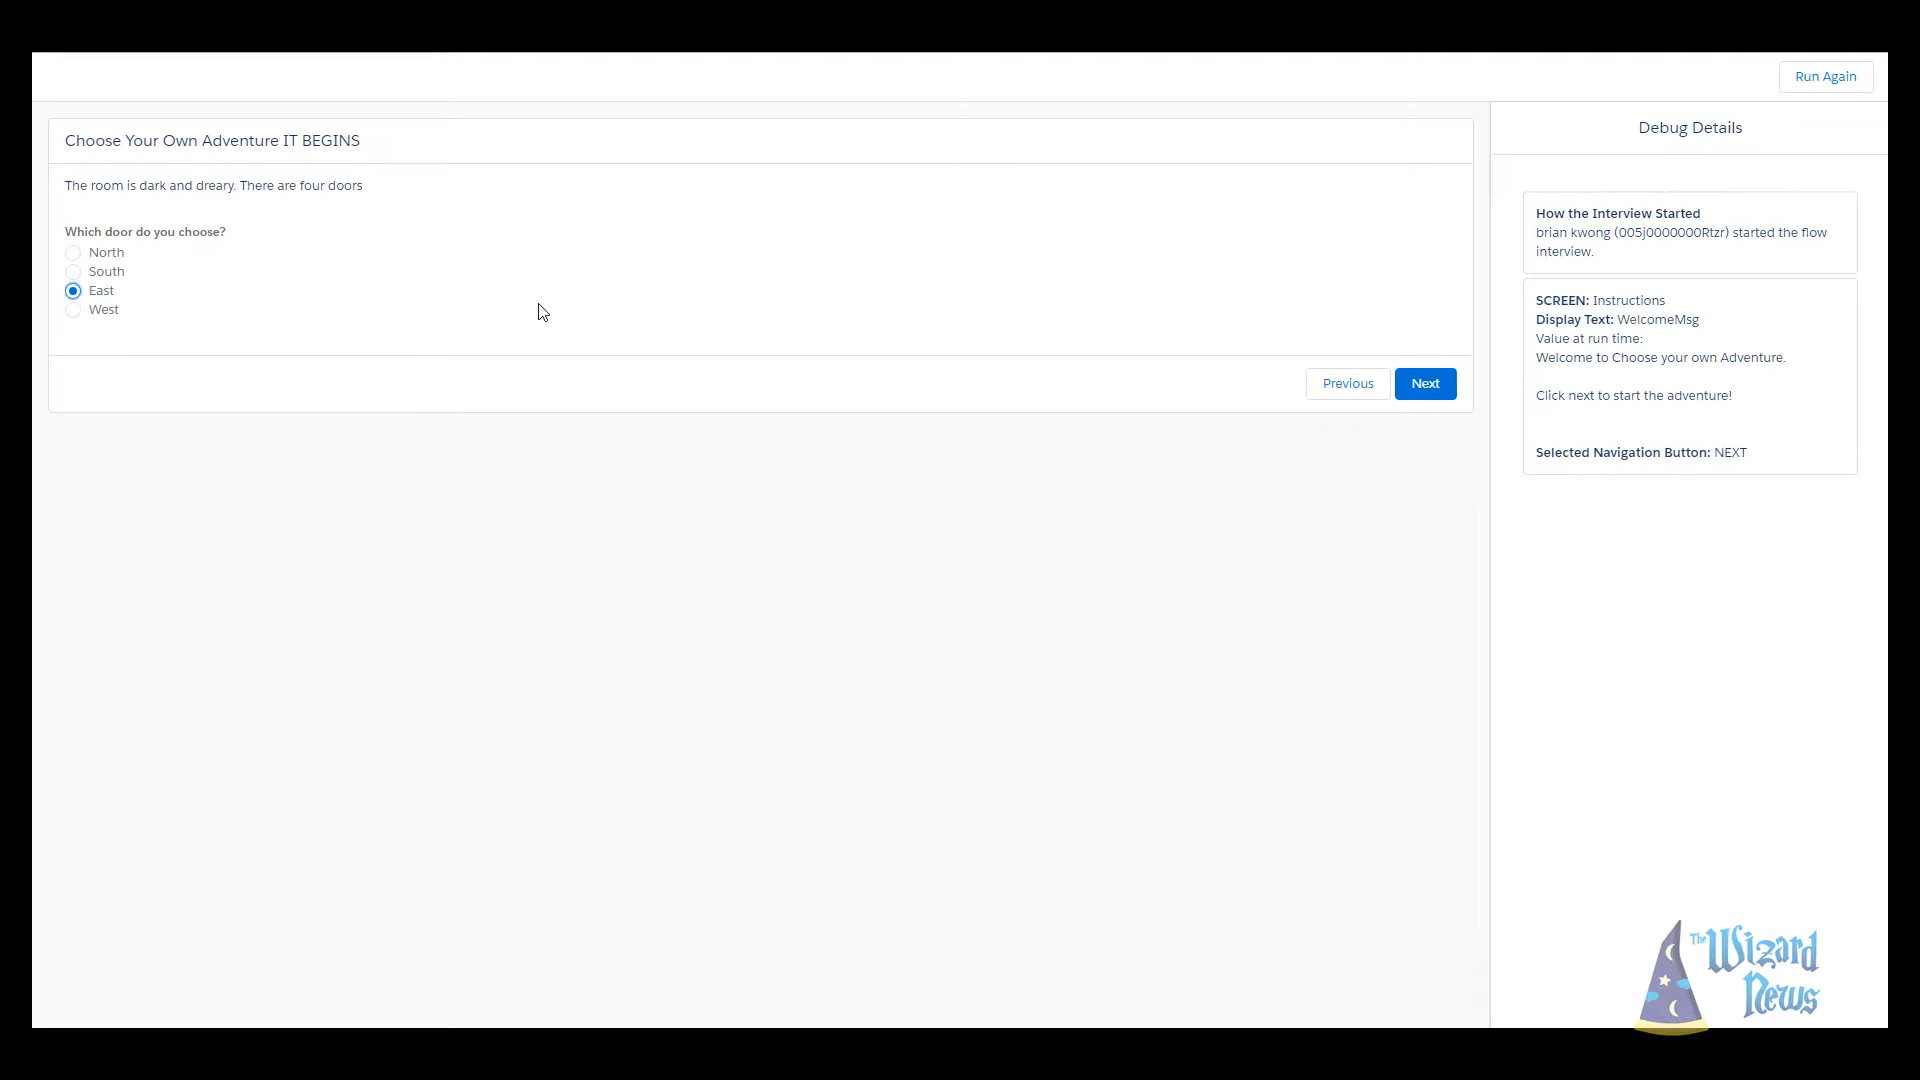 Run Again
Choose Your Own Adventure IT BEGINS
The room is dark and dreary. There are four doors
Which door do you choose?
North
South
East
West
Previous
Next
Debug Details
How the Interview Started
brian kwong (005j0000000Rtzr) started the flow
interview.
SCREEN: Instructions
Display Text: WelcomeMsg
Value at run time:
Welcome to Choose your own Adventure.
Click next to start the adventure!
Selected Navigation Button: NEXT
The Wizard
News